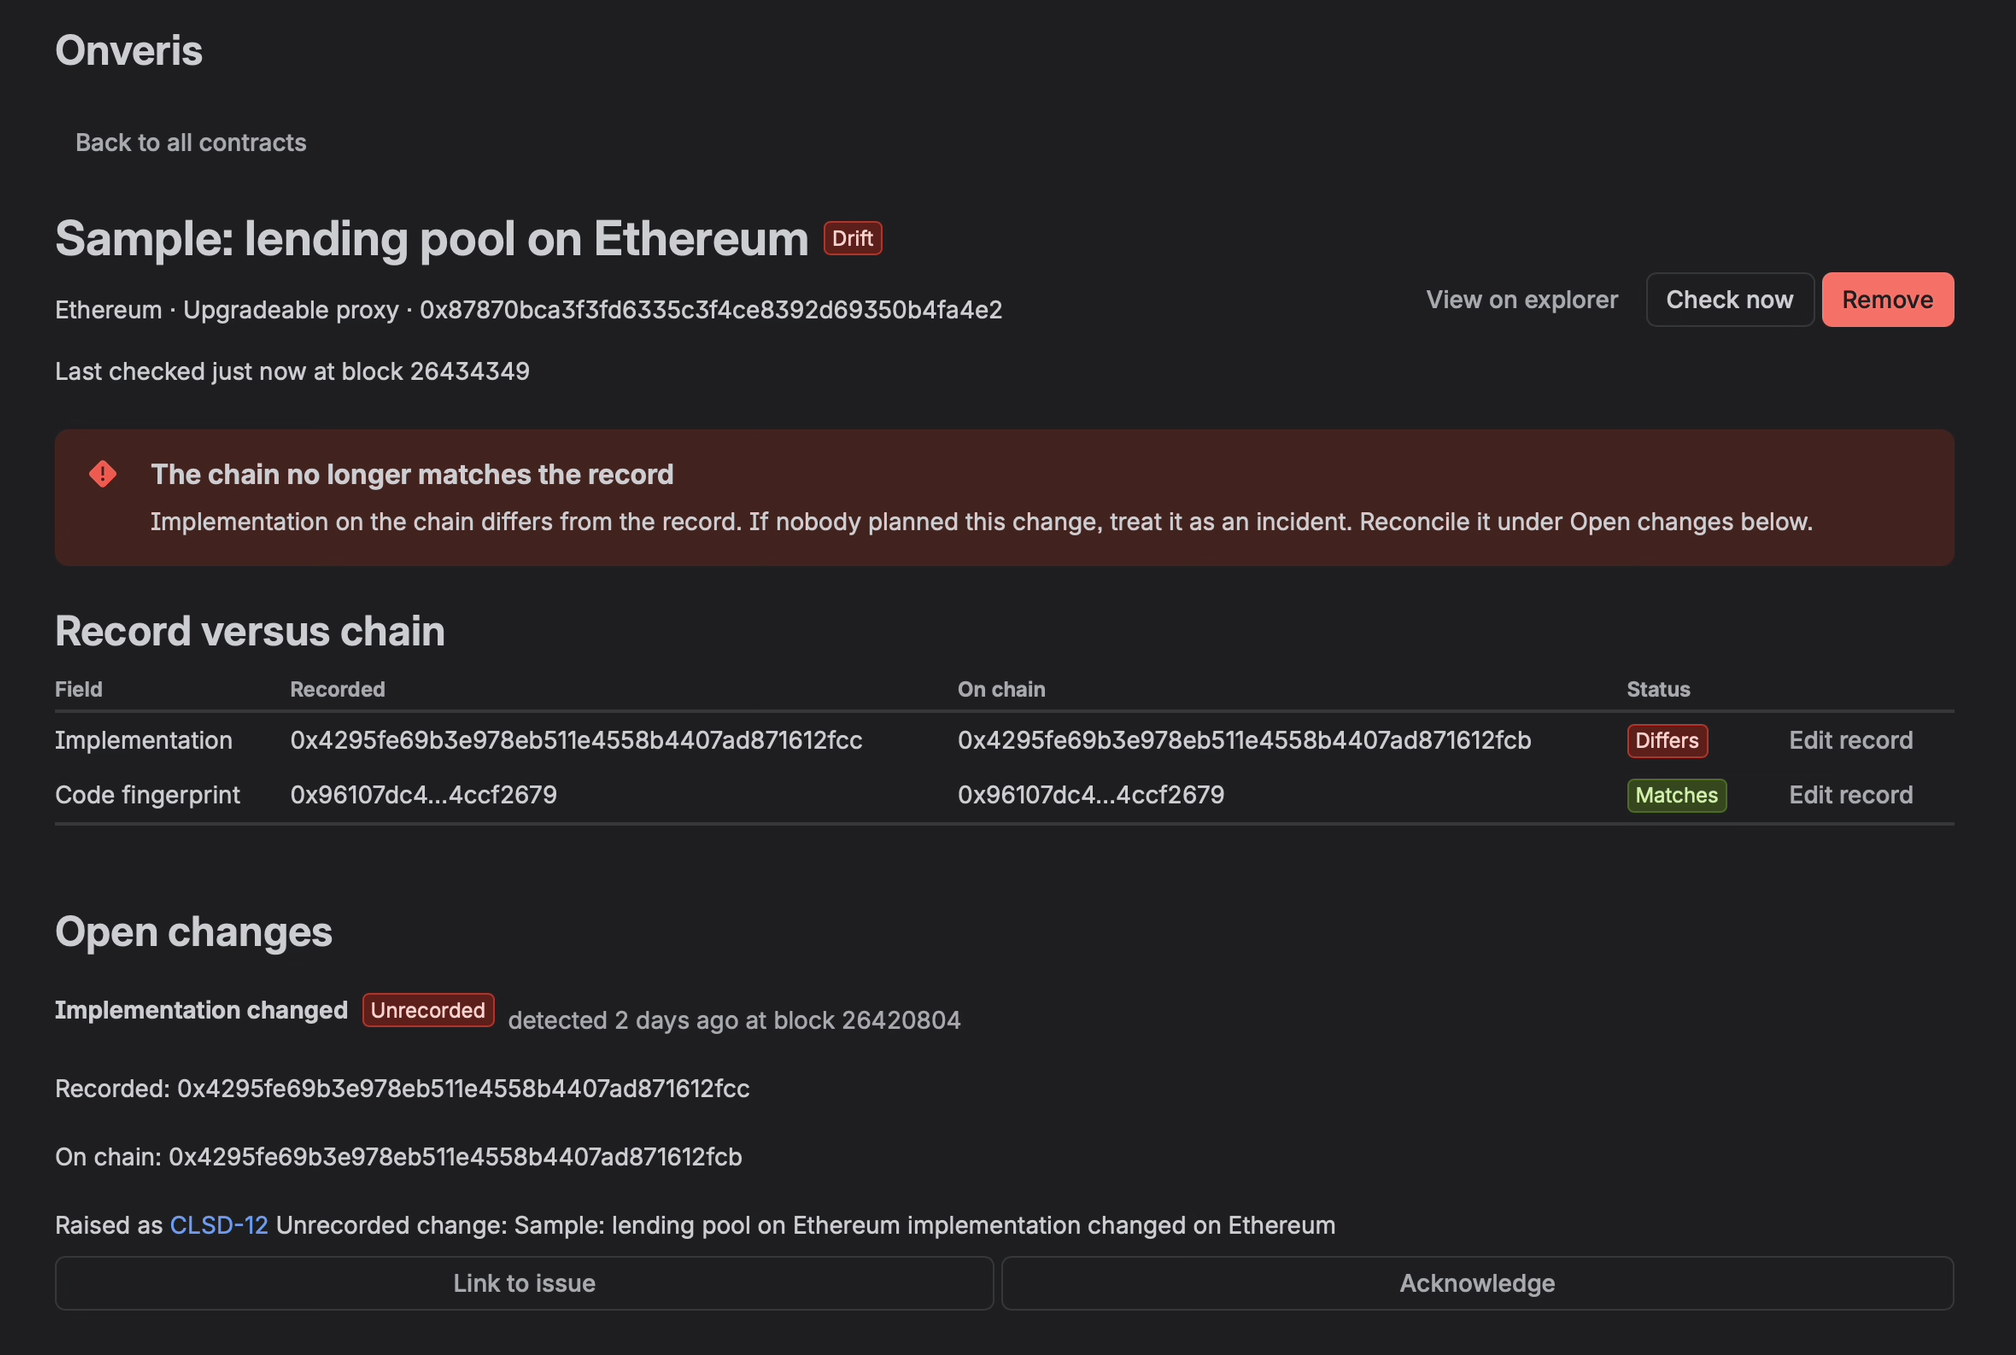 Onveris
Back to all contracts
Sample: lending pool on Ethereum Drift
Ethereum · Upgradeable proxy · 0x87870bca3f3fd6335c3f4ce8392d69350b4fa4e2
View on explorer Check now Remove
Last checked just now at block 26434349
The chain no longer matches the record
Implementation on the chain differs from the record. If nobody planned this change, treat it as an incident. Reconcile it under Open changes below.
Record versus chain
Field Recorded On chain Status
Implementation 0x4295fe69b3e978eb511e4558b4407ad871612fcc 0x4295fe69b3e978eb511e4558b4407ad871612fcb Differs Edit record
Code fingerprint 0x96107dc4...4ccf2679 0x96107dc4...4ccf2679 Matches Edit record
Open changes
Implementation changed Unrecorded detected 2 days ago at block 26420804
Recorded: 0x4295fe69b3e978eb511e4558b4407ad871612fcc
On chain: 0x4295fe69b3e978eb511e4558b4407ad871612fcb
Raised as CLSD-12 Unrecorded change: Sample: lending pool on Ethereum implementation changed on Ethereum
Link to issue Acknowledge